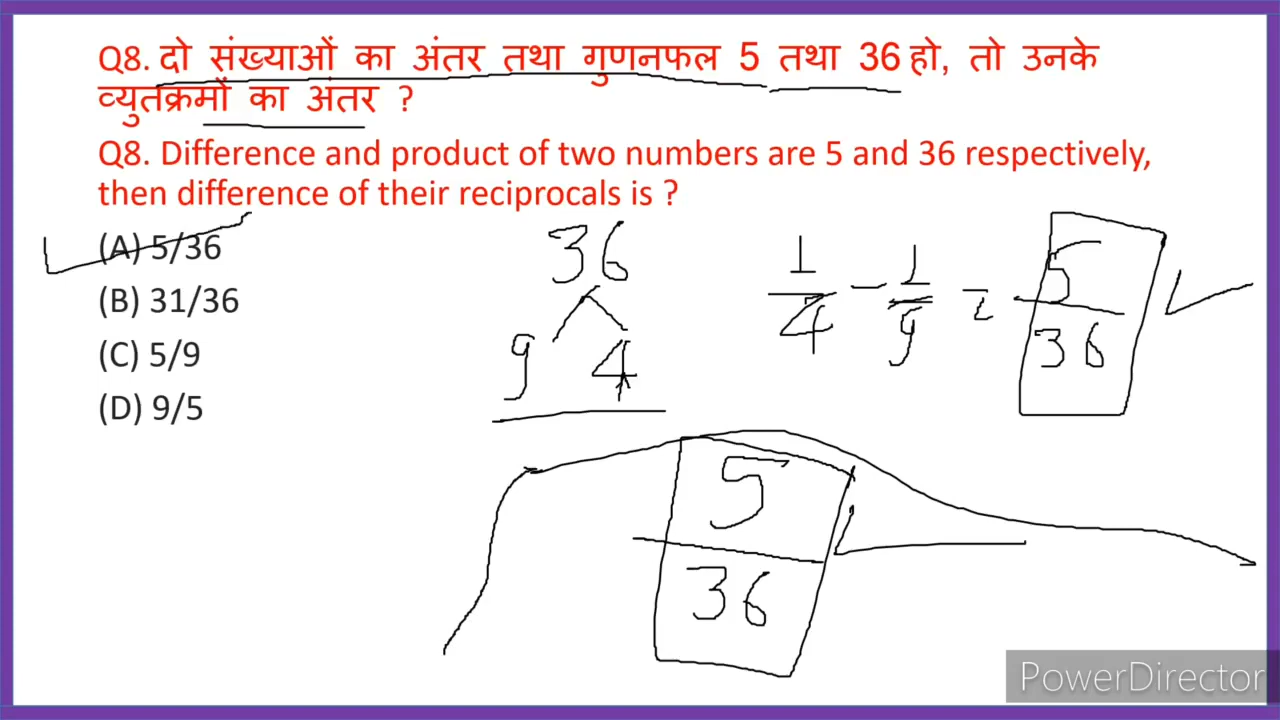 Q8. दो संख्याओं का अंतर तथा गुणनफल 5 तथा 36 हो, तो उनके
व्युतक्रमों का अंतर ?
Q8. Difference and product of two numbers are 5 and 36 respectively,
then difference of their reciprocals is ?
(A) 5/36
(B) 31/36
(C) 5/9
(D) 9/5
36
9 4
1/4 - 1/9 = 5/36
5/36
PowerDirector